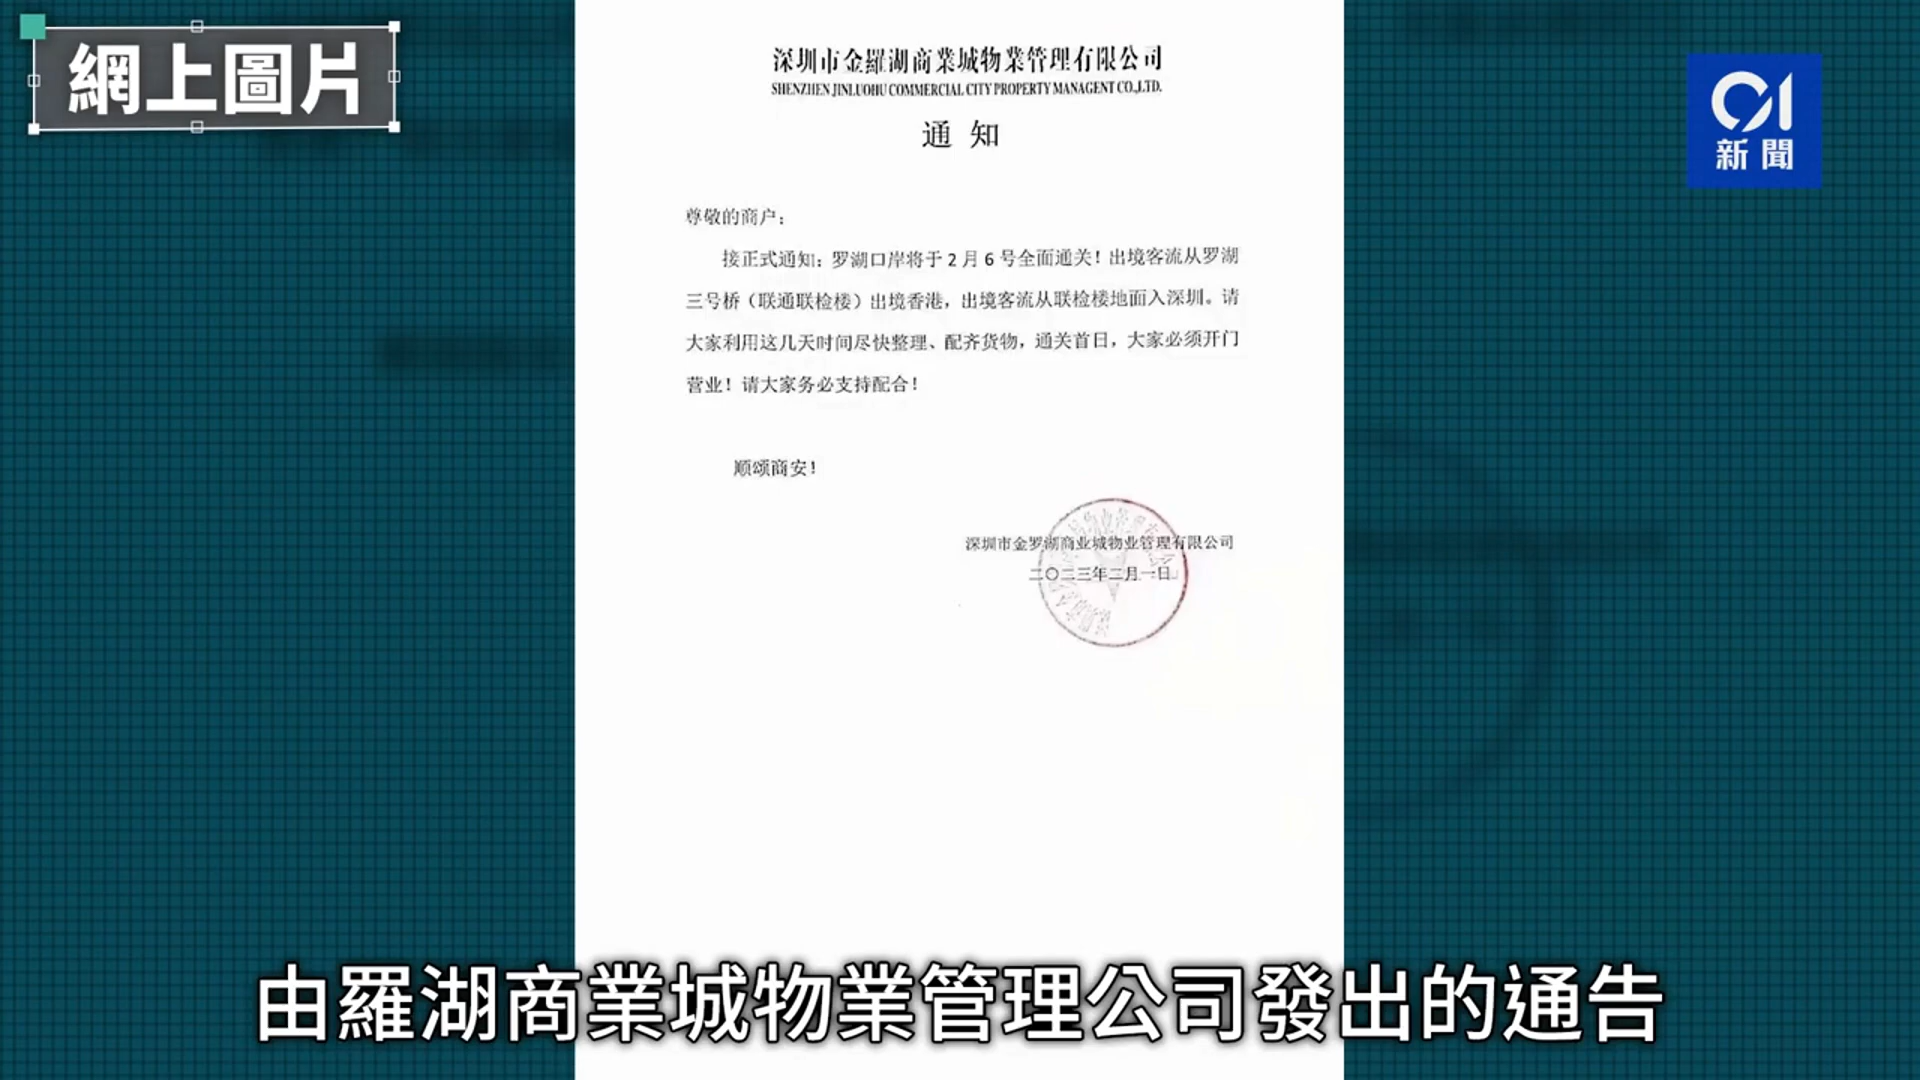 網上圖片
01
新聞
深圳市金羅湖商業城物業管理有限公司
SHENZHEN JINLUOHU COMMERCIAL CITY PROPERTY MANAGENT CO.,LTD.
通 知
尊敬的商户：
接正式通知：罗湖口岸将于2月6号全面通关！出境客流从罗湖
三号桥（联通联检楼）出境香港，出境客流从联检楼地面入深圳。请
大家利用这几天时间尽快整理、配齐货物，通关首日，大家必须开门
营业！请大家务必支持配合！
顺颂商安！
深圳市金罗湖商业城物业管理有限公司
二〇二三年二月一日
由羅湖商業城物業管理公司發出的通告